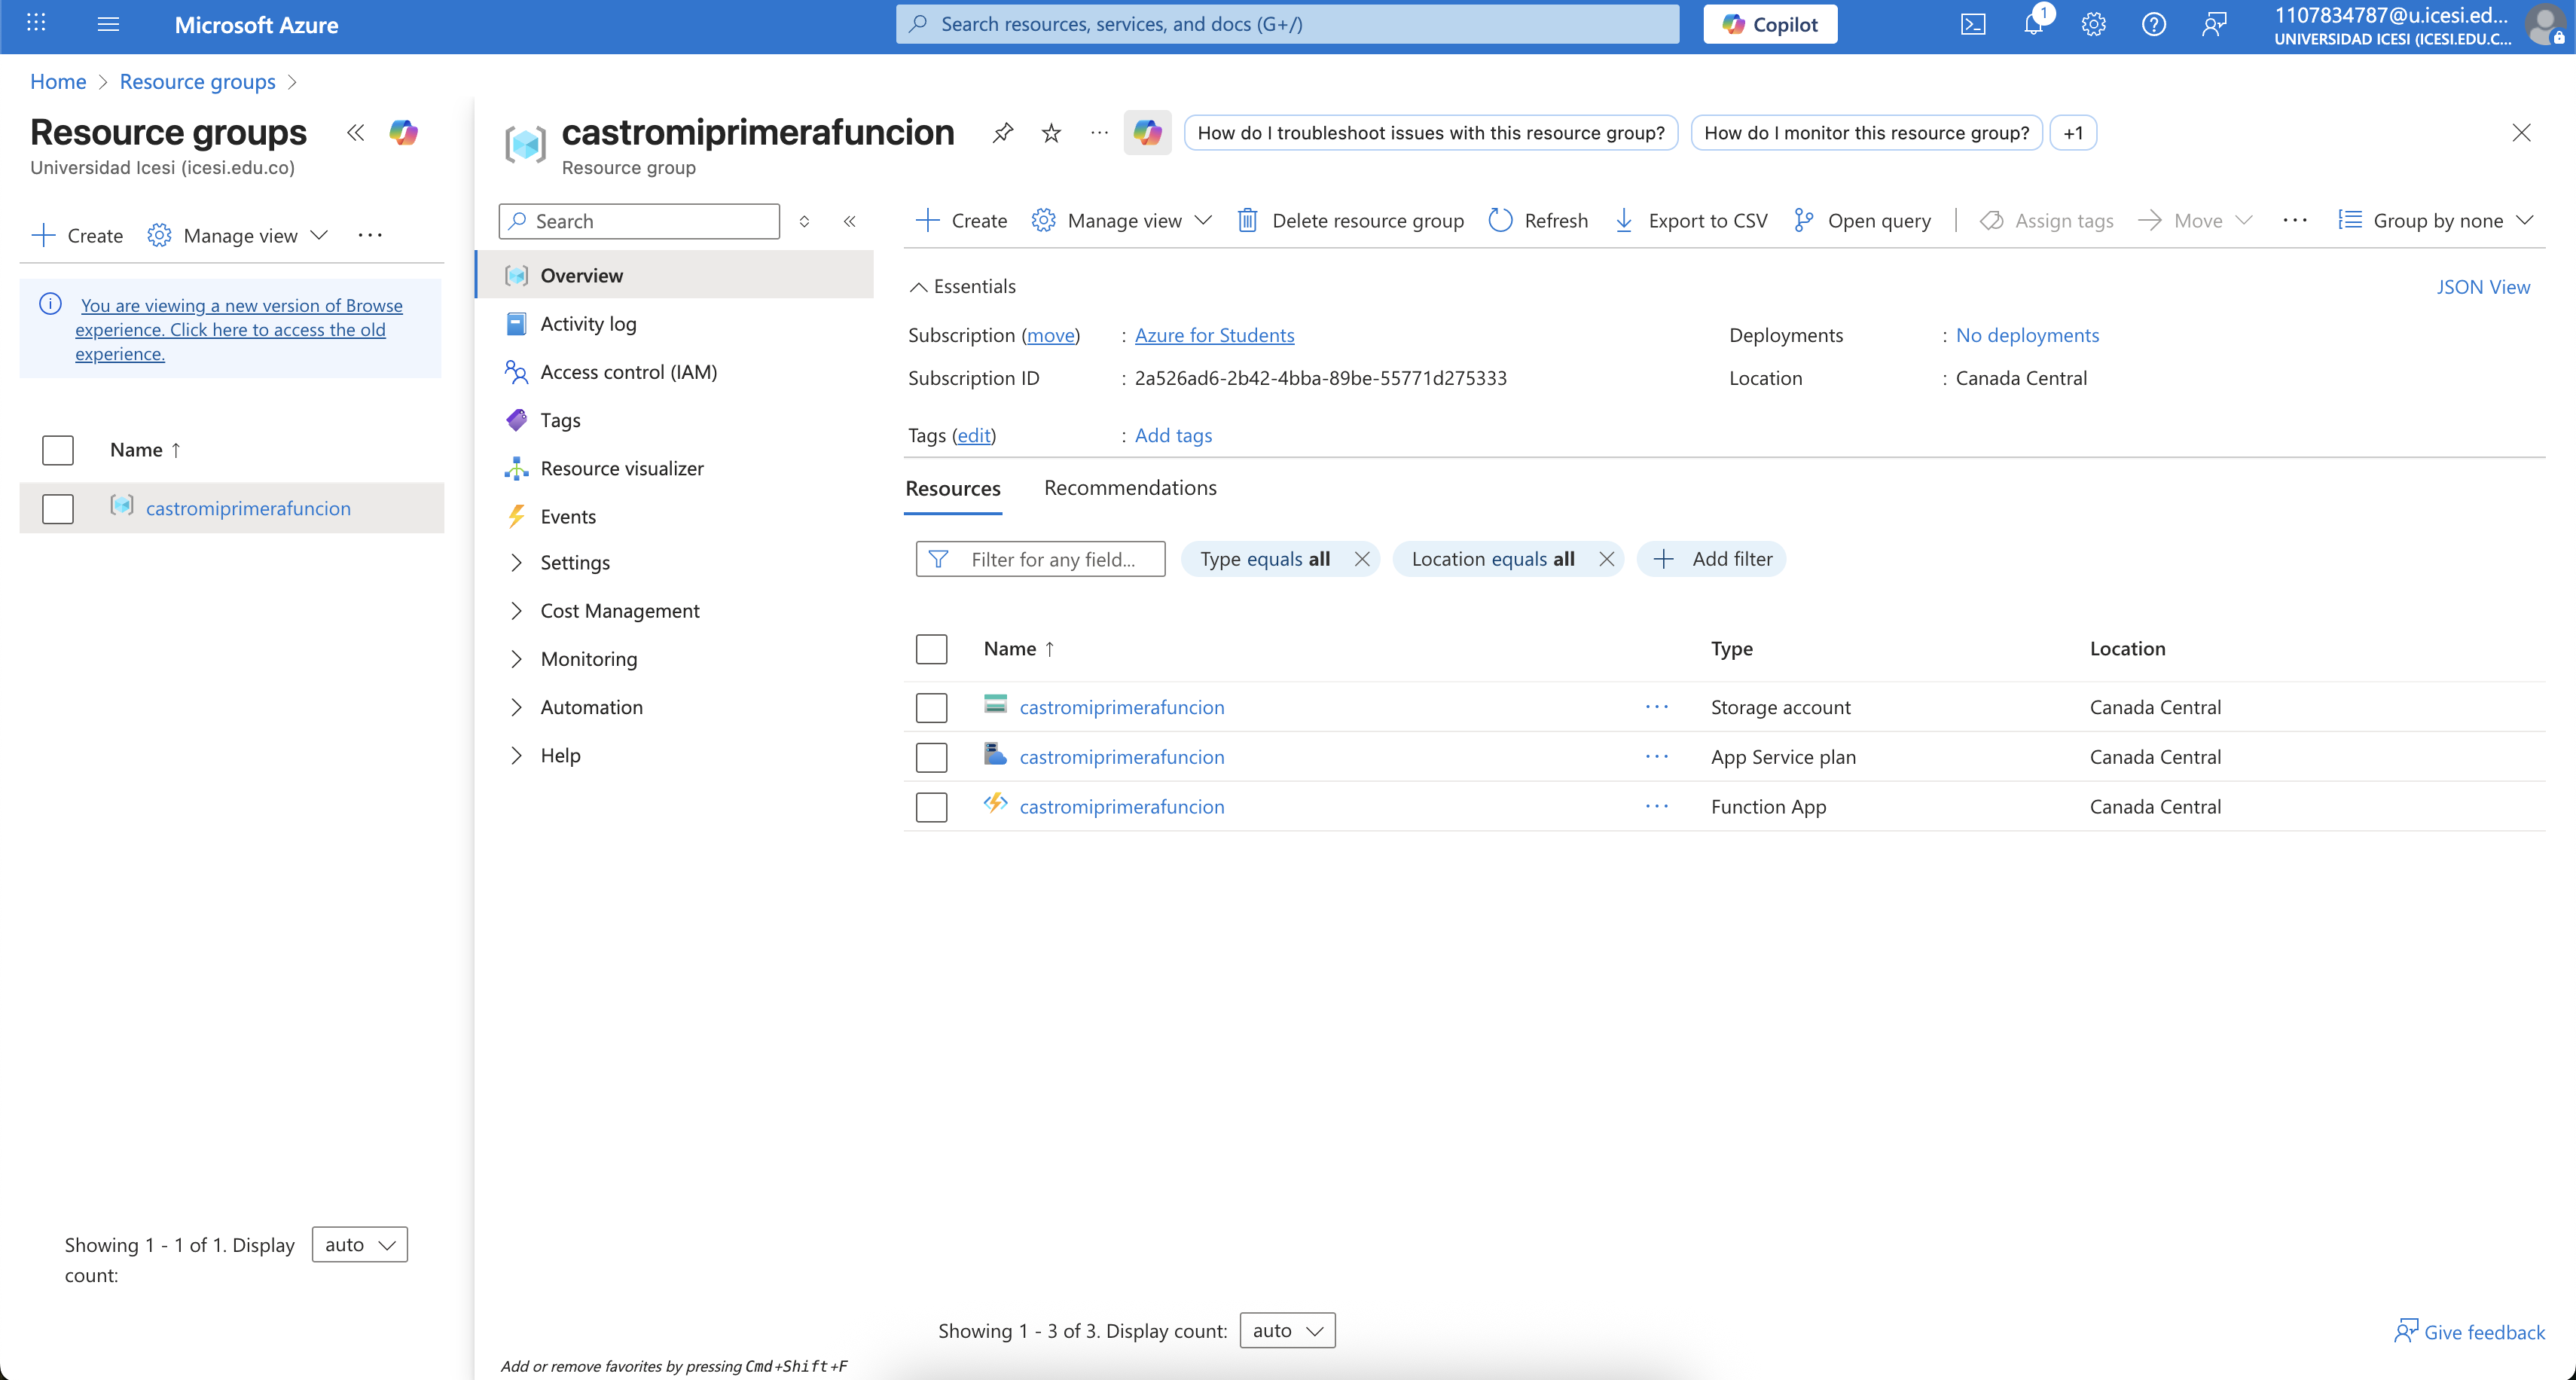 Microsoft Azure
Search resources, services, and docs (G+/)
Copilot
1
1107834787@u.icesi.ed...
UNIVERSIDAD ICESI (ICESI.EDU.C...
Home > Resource groups >
Resource groups
Universidad Icesi (icesi.edu.co)
Create
Manage view
You are viewing a new version of Browse
experience. Click here to access the old
experience.
Name ↑
castromiprimerafuncion
Showing 1 - 1 of 1. Display
count:
auto
castromiprimerafuncion
Resource group
How do I troubleshoot issues with this resource group?
How do I monitor this resource group?
+1
Search
Overview
Activity log
Access control (IAM)
Tags
Resource visualizer
Events
Settings
Cost Management
Monitoring
Automation
Help
Add or remove favorites by pressing Cmd+Shift+F
Create
Manage view
Delete resource group
Refresh
Export to CSV
Open query
Assign tags
Move
Group by none
Essentials
JSON View
Subscription (move) : Azure for Students
Subscription ID : 2a526ad6-2b42-4bba-89be-55771d275333
Tags (edit) : Add tags
Deployments : No deployments
Location : Canada Central
Resources
Recommendations
Filter for any field...
Type equals all
Location equals all
Add filter
Name ↑ Type Location
castromiprimerafuncion ... Storage account Canada Central
castromiprimerafuncion ... App Service plan Canada Central
castromiprimerafuncion ... Function App Canada Central
Showing 1 - 3 of 3. Display count: auto
Give feedback